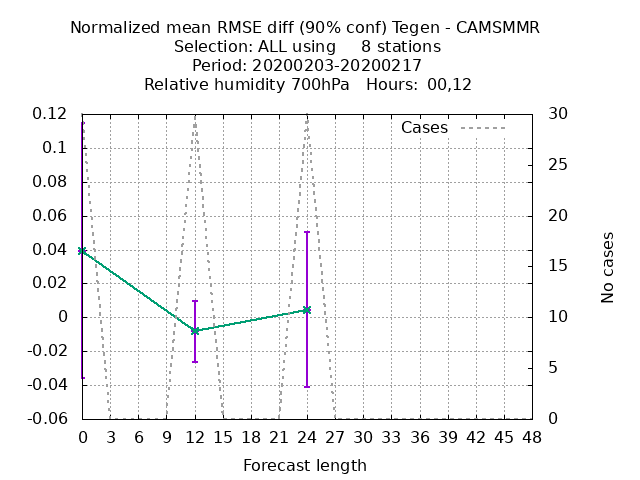 Normalized mean RMSE diff (90% conf) Tegen - CAMSMMR
Selection: ALL using     8 stations
Period: 20200203-20200217
Relative humidity 700hPa   Hours:  00,12
0.12
0.1
0.08
0.06
0.04
0.02
0
-0.02
-0.04
-0.06
Cases
30
25
20
15
10
5
0
No cases
0 3 6 9 12 15 18 21 24 27 30 33 36 39 42 45 48
Forecast length